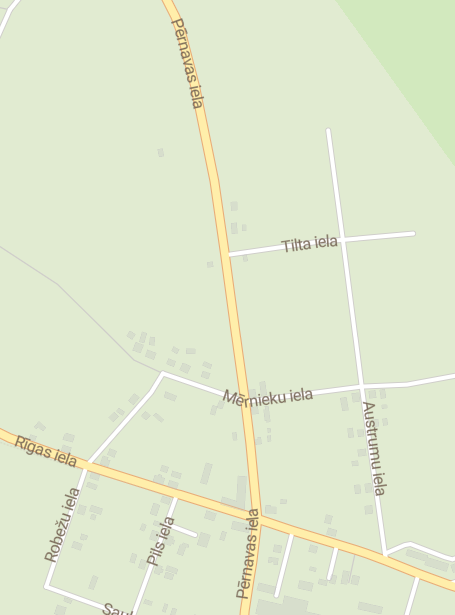 Pērnavas iela
Tilta iela
Mērnieku iela
Austrumu iela
Rīgas iela
Robežu iela
Pils iela
Pērnavas iela